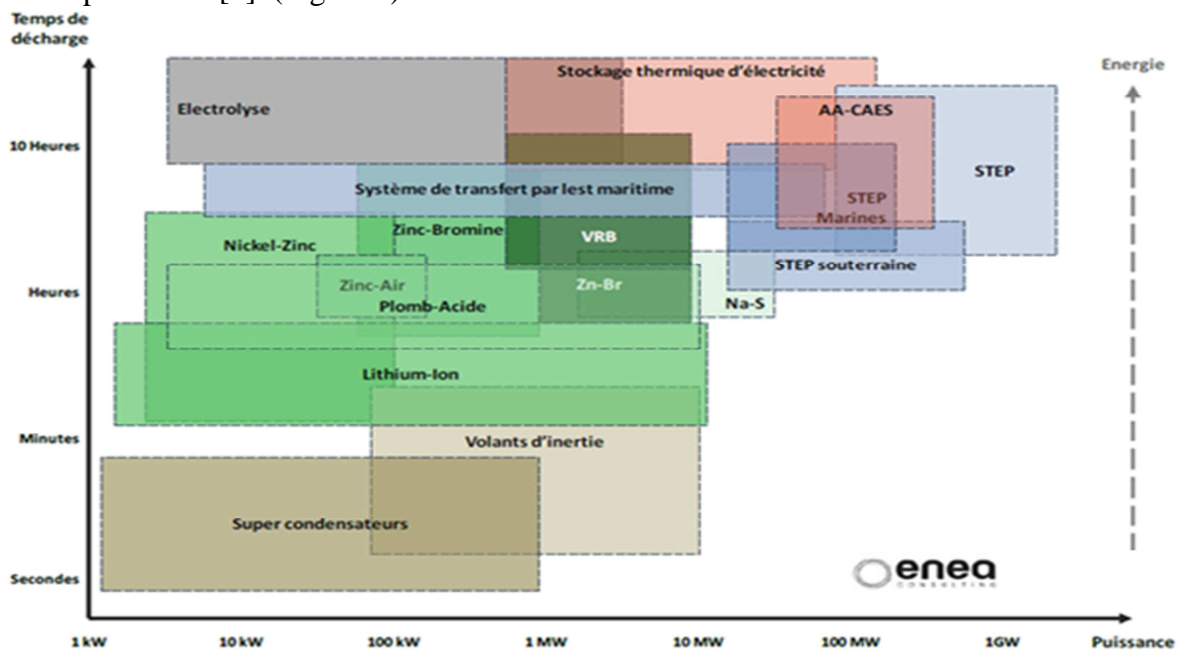 Temps de
décharge
Energie
Stockage thermique d'électricité
Electrolyse
AA-CAES
10 Heures
STEP
Système de transfert par lest maritime
STEP
Marines
Zinc-Bromine
VRB
Nickel-Zinc
STEP souterraine
Zinc-Air
Zn-Br
Heures
Plomb-Acide
Na-S
Lithium-Ion
Minutes
Volants d'inertie
Super condensateurs
enea
CONSULTING
Secondes
1 kW 10 kW 100 kW 1 MW 10 MW 100 MW 1GW Puissance